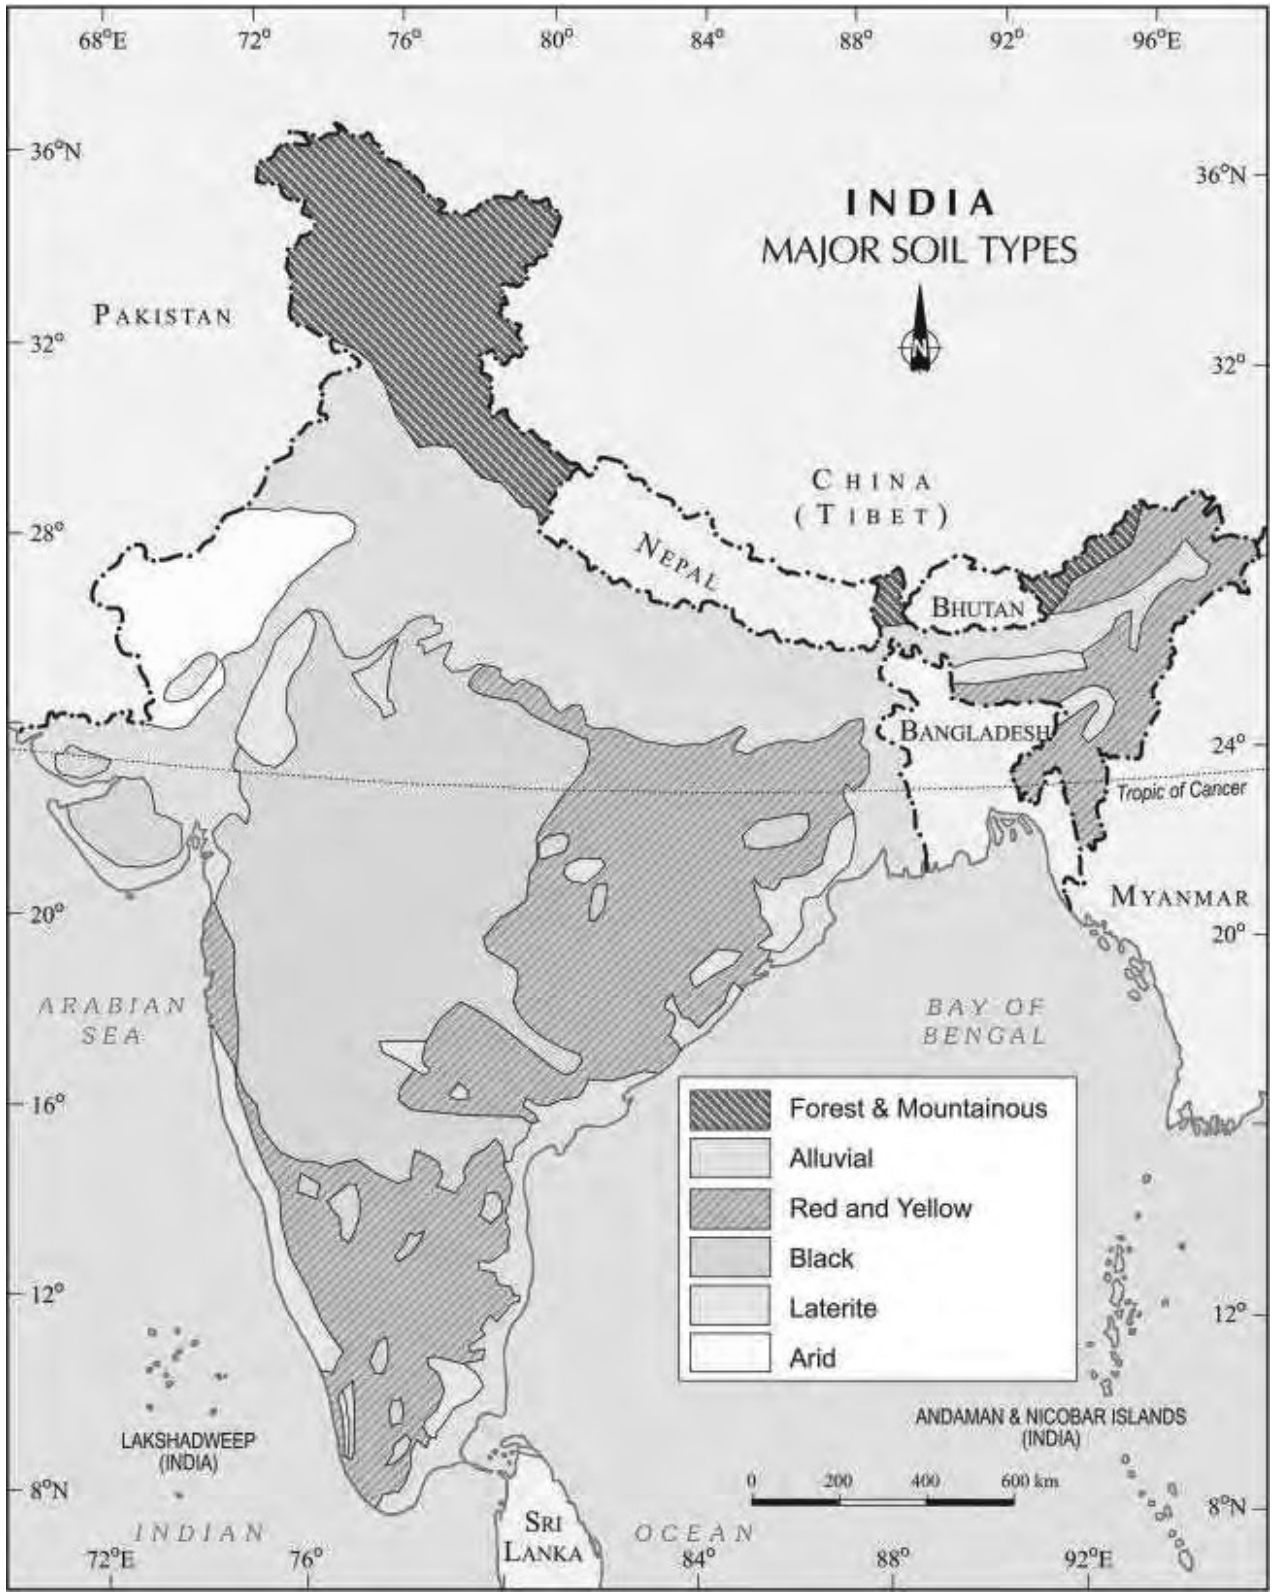 68°E 72° 76° 80° 84° 88° 92° 96°E
36°N
36°N
INDIA
MAJOR SOIL TYPES
N
PAKISTAN
32°
32°
CHINA
(TIBET)
28°
NEPAL
BHUTAN
BANGLADESH
24°
Tropic of Cancer
MYANMAR
20°
20°
ARABIAN
SEA
BAY OF
BENGAL
16°
Forest & Mountainous
Alluvial
Red and Yellow
Black
Laterite
Arid
12°
12°
LAKSHADWEEP
(INDIA)
ANDAMAN & NICOBAR ISLANDS
(INDIA)
0 200 400 600 km
8°N
8°N
INDIAN OCEAN
SRI
LANKA
72°E 76° 84° 88° 92°E